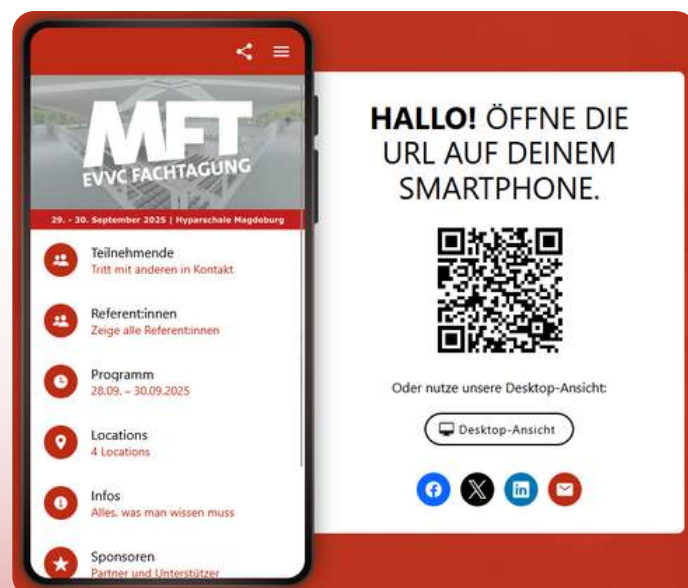 MFT
EVVC FACHTAGUNG
29. - 30. September 2025 | Hyparschale Magdeburg
Teilnehmende
Tritt mit anderen in Kontakt
Referent:innen
Zeige alle Referent:innen
Programm
28.09. – 30.09.2025
Locations
4 Locations
Infos
Alles, was man wissen muss
Sponsoren
Partner und Unterstützer
HALLO! ÖFFNE DIE
URL AUF DEINEM
SMARTPHONE.
Oder nutze unsere Desktop-Ansicht:
Desktop-Ansicht